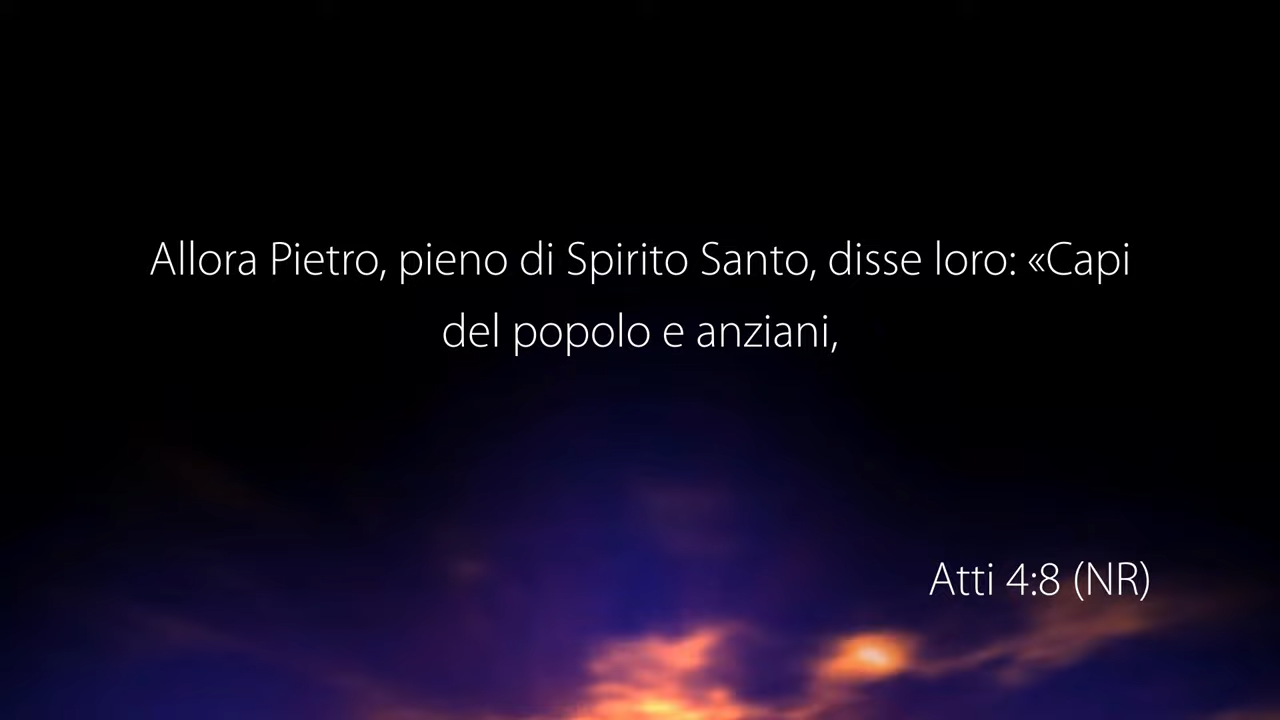 Allora Pietro, pieno di Spirito Santo, disse loro: «Capi
del popolo e anziani,
Atti 4:8 (NR)